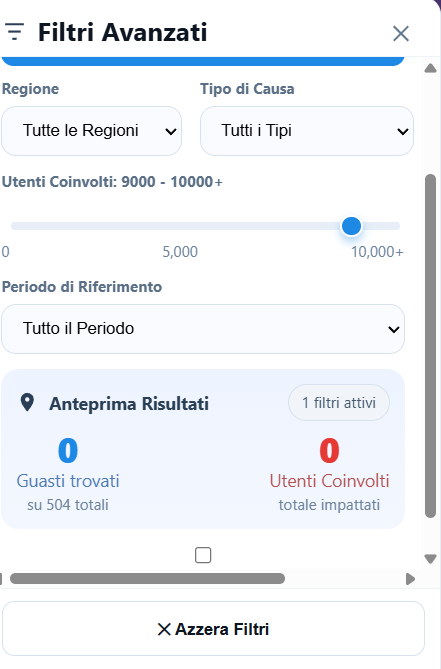 Filtri Avanzati
Regione Tipo di Causa
Tutte le Regioni Tutti i Tipi
Utenti Coinvolti: 9000 - 10000+
0 5,000 10,000+
Periodo di Riferimento
Tutto il Periodo
Anteprima Risultati 1 filtri attivi
0 0
Guasti trovati Utenti Coinvolti
su 504 totali totale impattati
Azzera Filtri